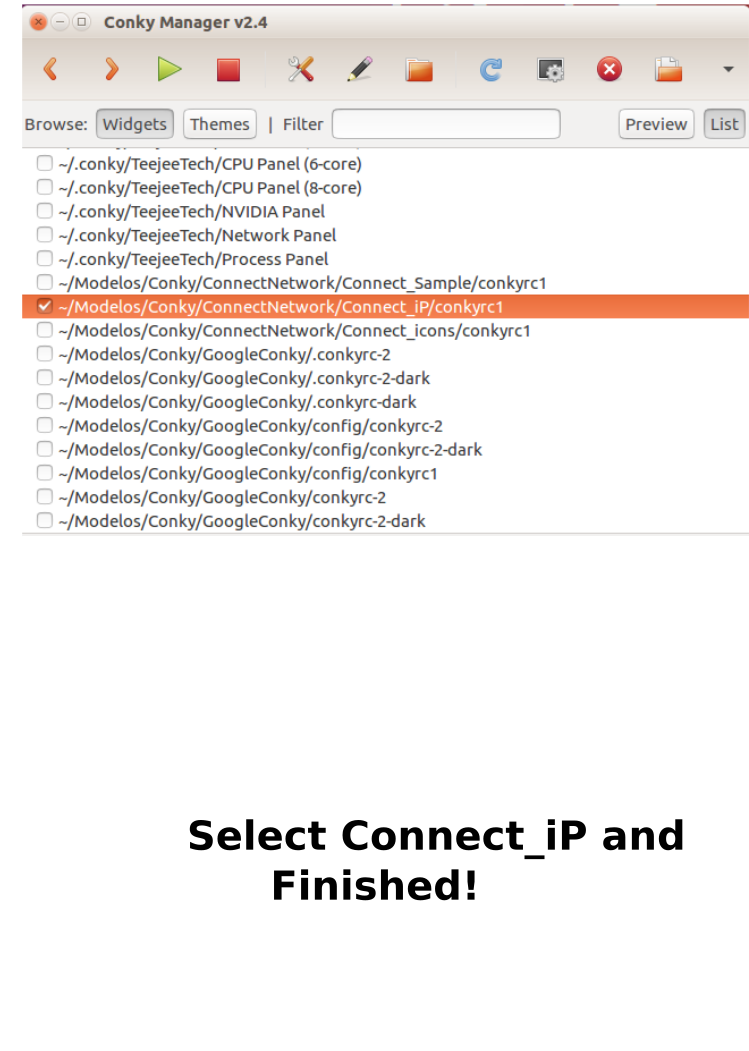 Conky Manager v2.4
Browse: Widgets Themes | Filter Preview List
~/.conky/TeejeeTech/CPU Panel (6-core)
~/.conky/TeejeeTech/CPU Panel (8-core)
~/.conky/TeejeeTech/NVIDIA Panel
~/.conky/TeejeeTech/Network Panel
~/.conky/TeejeeTech/Process Panel
~/Modelos/Conky/ConnectNetwork/Connect_Sample/conkyrc1
~/Modelos/Conky/ConnectNetwork/Connect_iP/conkyrc1
~/Modelos/Conky/ConnectNetwork/Connect_icons/conkyrc1
~/Modelos/Conky/GoogleConky/.conkyrc-2
~/Modelos/Conky/GoogleConky/.conkyrc-2-dark
~/Modelos/Conky/GoogleConky/.conkyrc-dark
~/Modelos/Conky/GoogleConky/config/conkyrc-2
~/Modelos/Conky/GoogleConky/config/conkyrc-2-dark
~/Modelos/Conky/GoogleConky/config/conkyrc1
~/Modelos/Conky/GoogleConky/conkyrc-2
~/Modelos/Conky/GoogleConky/conkyrc-2-dark
Select Connect_iP and
Finished!